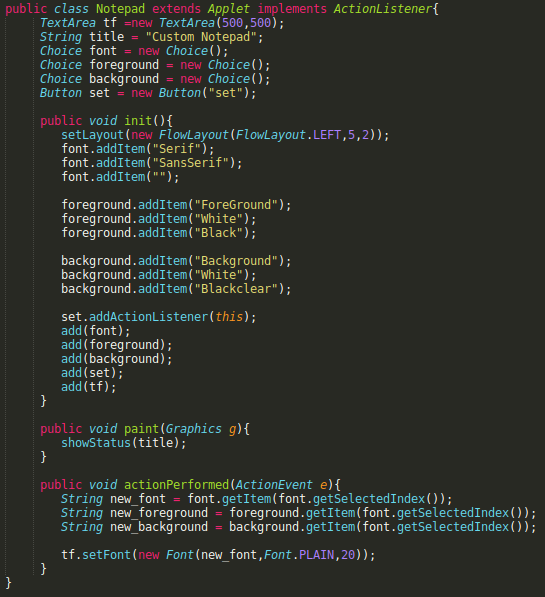 public class Notepad extends Applet implements ActionListener{
TextArea tf =new TextArea(500,500);
String title = "Custom Notepad";
Choice font = new Choice();
Choice foreground = new Choice();
Choice background = new Choice();
Button set = new Button("set");
public void init(){
setLayout(new FlowLayout(FlowLayout.LEFT,5,2));
font.addItem("Serif");
font.addItem("SansSerif");
font.addItem("");
foreground.addItem("ForeGround");
foreground.addItem("White");
foreground.addItem("Black");
background.addItem("Background");
background.addItem("White");
background.addItem("Blackclear");
set.addActionListener(this);
add(font);
add(foreground);
add(background);
add(set);
add(tf);
}
public void paint(Graphics g){
showStatus(title);
}
public void actionPerformed(ActionEvent e){
String new_font = font.getItem(font.getSelectedIndex());
String new_foreground = foreground.getItem(font.getSelectedIndex());
String new_background = background.getItem(font.getSelectedIndex());
tf.setFont(new Font(new_font,Font.PLAIN,20));
}
}